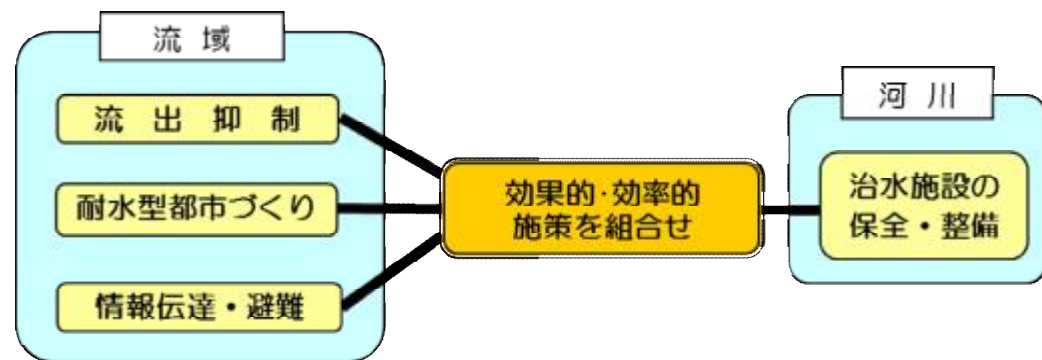 流域
流出抑制
耐水型都市づくり
情報伝達・避難
効果的・効率的
施策を組合せ
河川
治水施設の
保全・整備